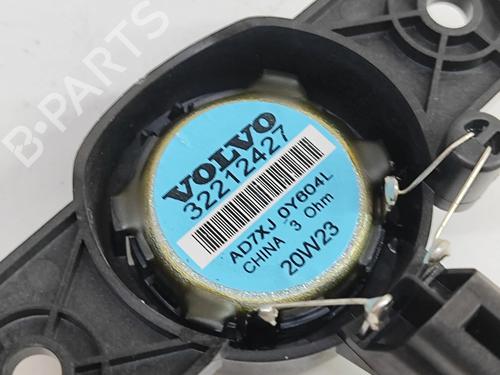 VOLVO
32212427
AD7XJ 0Y604L
CHINA 3 Ohm
20W23
B-PARTS